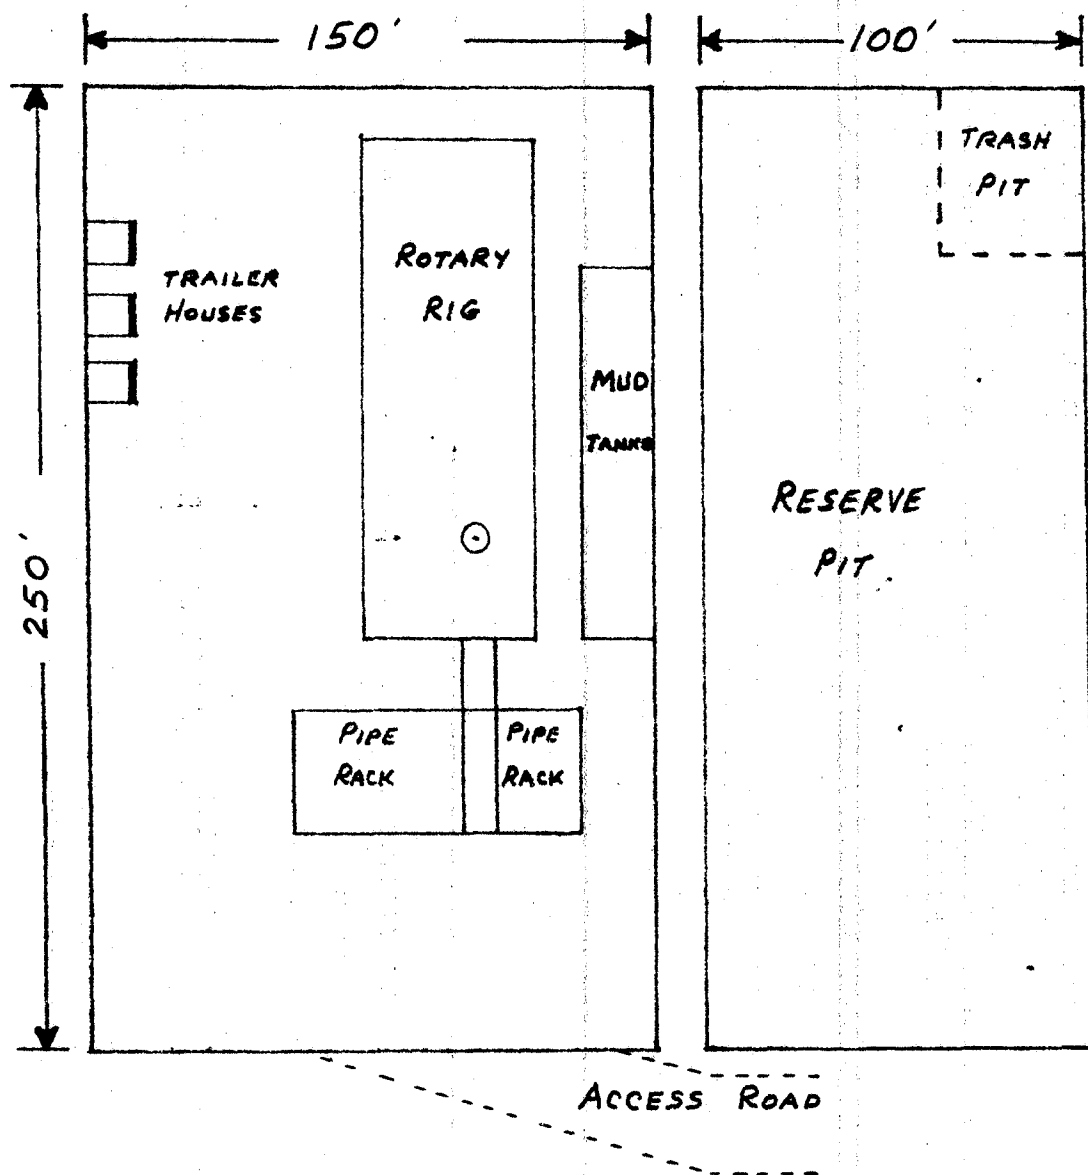 150'
100'
TRASH
PIT
TRAILER
HOUSES
ROTARY
RIG
MUD
TANKS
RESERVE
PIT
250'
PIPE
RACK
PIPE
RACK
ACCESS ROAD